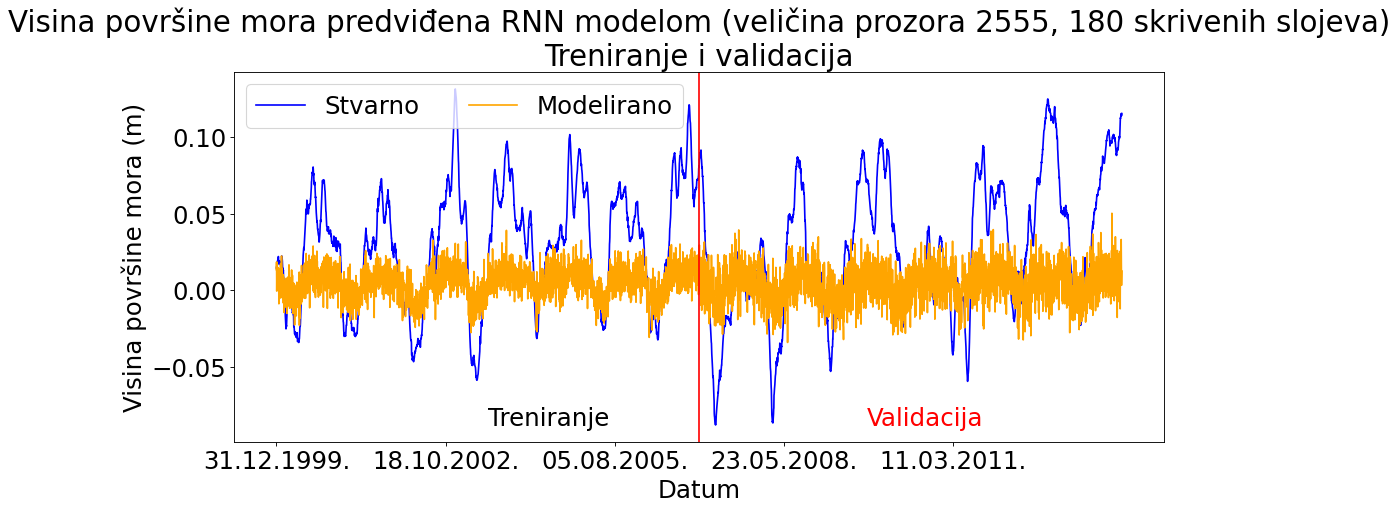 Visina površine mora predviđena RNN modelom (veličina prozora 2555, 180 skrivenih slojeva)
Treniranje i validacija
Stvarno Modelirano
Visina površine mora (m)
0.10
0.05
0.00
−0.05
Treniranje Validacija
31.12.1999. 18.10.2002. 05.08.2005. 23.05.2008. 11.03.2011.
Datum